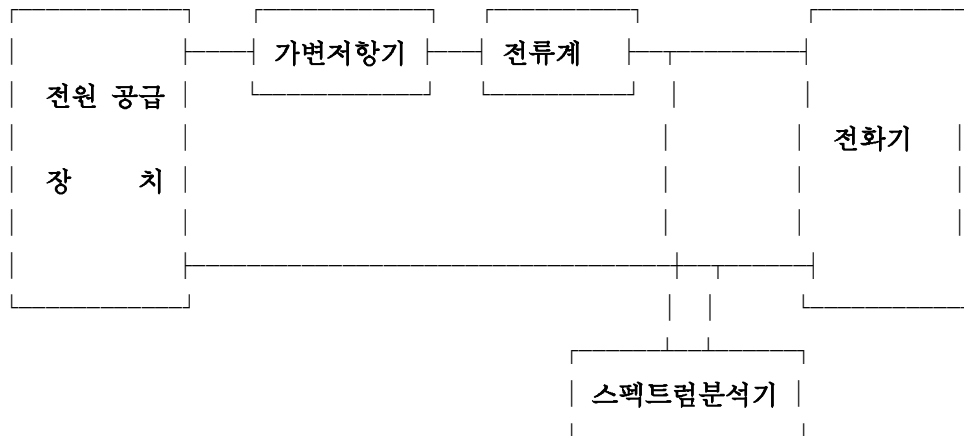 가변저항기 전류계
전원 공급
전화기
장 치
스펙트럼분석기